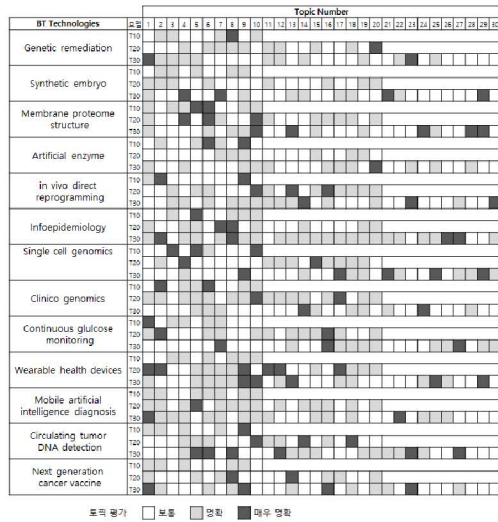 Topic Number
BT Technologies 모델 1 2 3 4 5 6 7 8 9 10 11 12 13 14 15 16 17 18 19 20 21 22 23 24 25 26 27 28 29 30
Genetic remediation T10
T20
T30
Synthetic embryo T10
T20
T30
Membrane proteome structure T10
T20
T30
Artificial enzyme T10
T20
T30
in vivo direct reprogramming T10
T20
T30
Infoepidemiology T10
T20
T30
Single cell genomics T10
T20
T30
Clinico genomics T10
T20
T30
Continuous glulcose monitoring T10
T20
T30
Wearable health devices T10
T20
T30
Mobile artificial intelligence diagnosis T10
T20
T30
Circulating tumor DNA detection T10
T20
T30
Next generation cancer vaccine T10
T20
T30
토픽 평가 보통 명확 매우 명확